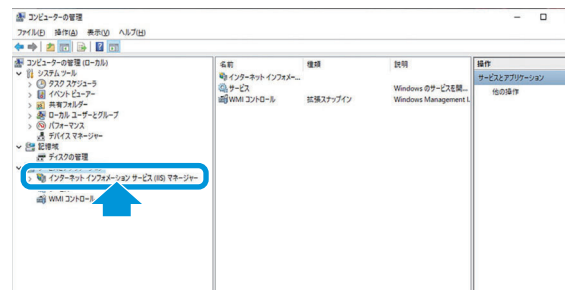 コンピューターの管理
ファイル(F) 操作(A) 表示(V) ヘルプ(H)
コンピューターの管理 (ローカル)
システム ツール
タスク スケジューラ
イベント ビューアー
共有フォルダー
ローカル ユーザーとグループ
パフォーマンス
デバイス マネージャー
記憶域
ディスクの管理
インターネット インフォメーション サービス (IIS) マネージャー
WMI コントロール
名前 種類 説明
インターネット インフォメー...
サービス Windows のサービスを開...
WMI コントロール 拡張スナップイン Windows Management I.
操作
サービスとアプリケーション
他の操作